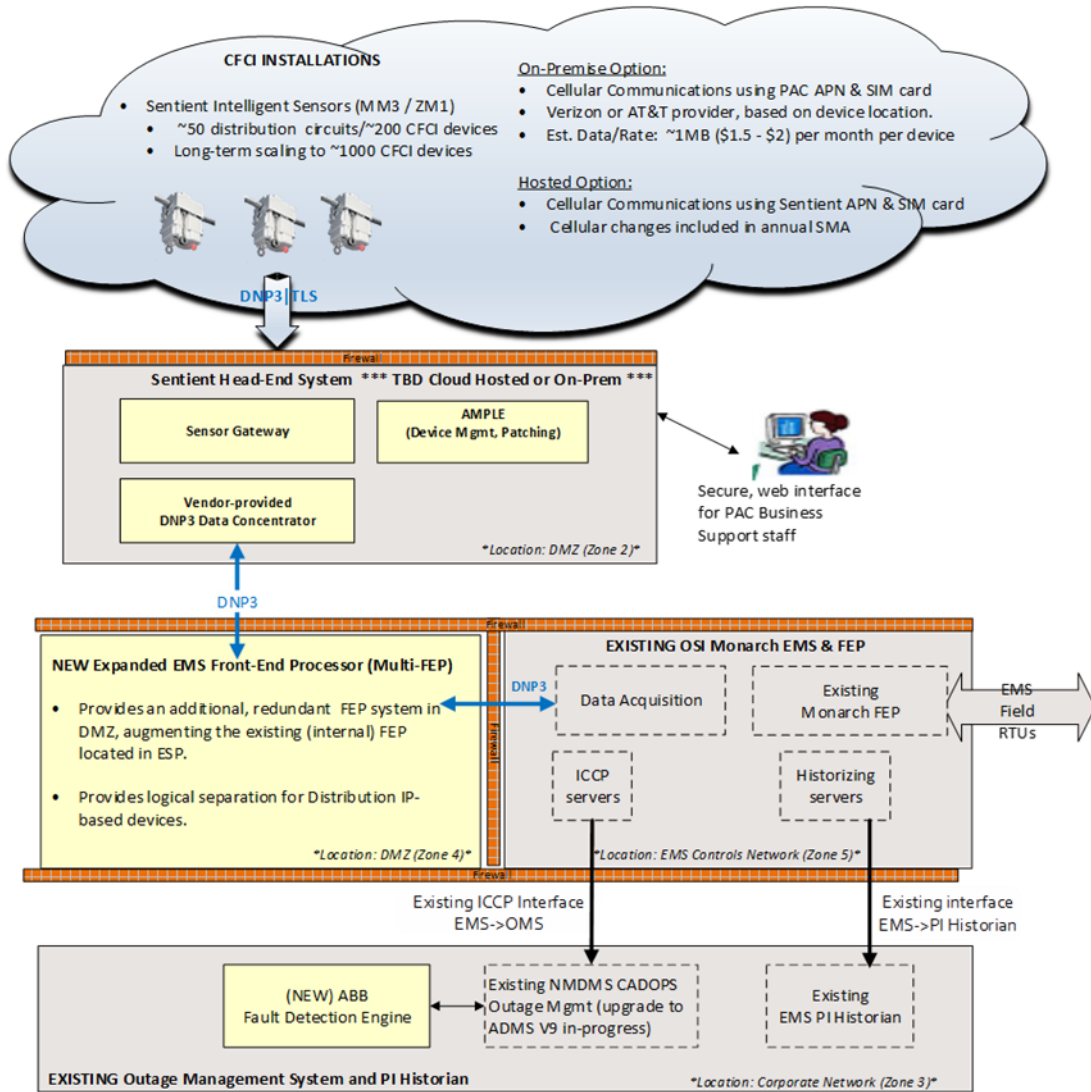 CFCI INSTALLATIONS
• Sentient Intelligent Sensors (MM3 / ZM1)
• ~50 distribution circuits/~200 CFCI devices
• Long-term scaling to ~1000 CFCI devices
On-Premise Option:
• Cellular Communications using PAC APN & SIM card
• Verizon or AT&T provider, based on device location.
• Est. Data/Rate: ~1MB ($1.5 - $2) per month per device
Hosted Option:
• Cellular Communications using Sentient APN & SIM card
• Cellular changes included in annual SMA
DNP3|TLS
Firewall
Sentient Head-End System *** TBD Cloud Hosted or On-Prem ***
Sensor Gateway
AMPLE
(Device Mgmt, Patching)
Vendor-provided
DNP3 Data Concentrator
*Location: DMZ (Zone 2)*
Secure, web interface
for PAC Business
Support staff
DNP3
Firewall
NEW Expanded EMS Front-End Processor (Multi-FEP)
• Provides an additional, redundant FEP system in
DMZ, augmenting the existing (internal) FEP
located in ESP.
• Provides logical separation for Distribution IP-
based devices.
*Location: DMZ (Zone 4)*
Firewall
DNP3
EXISTING OSI Monarch EMS & FEP
Data Acquisition
Existing
Monarch FEP
EMS
Field
RTUs
ICCP
servers
Historizing
servers
*Location: EMS Controls Network (Zone 5)*
Firewall
Existing ICCP Interface
EMS->OMS
Existing interface
EMS->PI Historian
(NEW) ABB
Fault Detection Engine
Existing NMDMS CADOPS
Outage Mgmt (upgrade to
ADMS V9 in-progress)
Existing
EMS PI Historian
EXISTING Outage Management System and PI Historian
*Location: Corporate Network (Zone 3)*